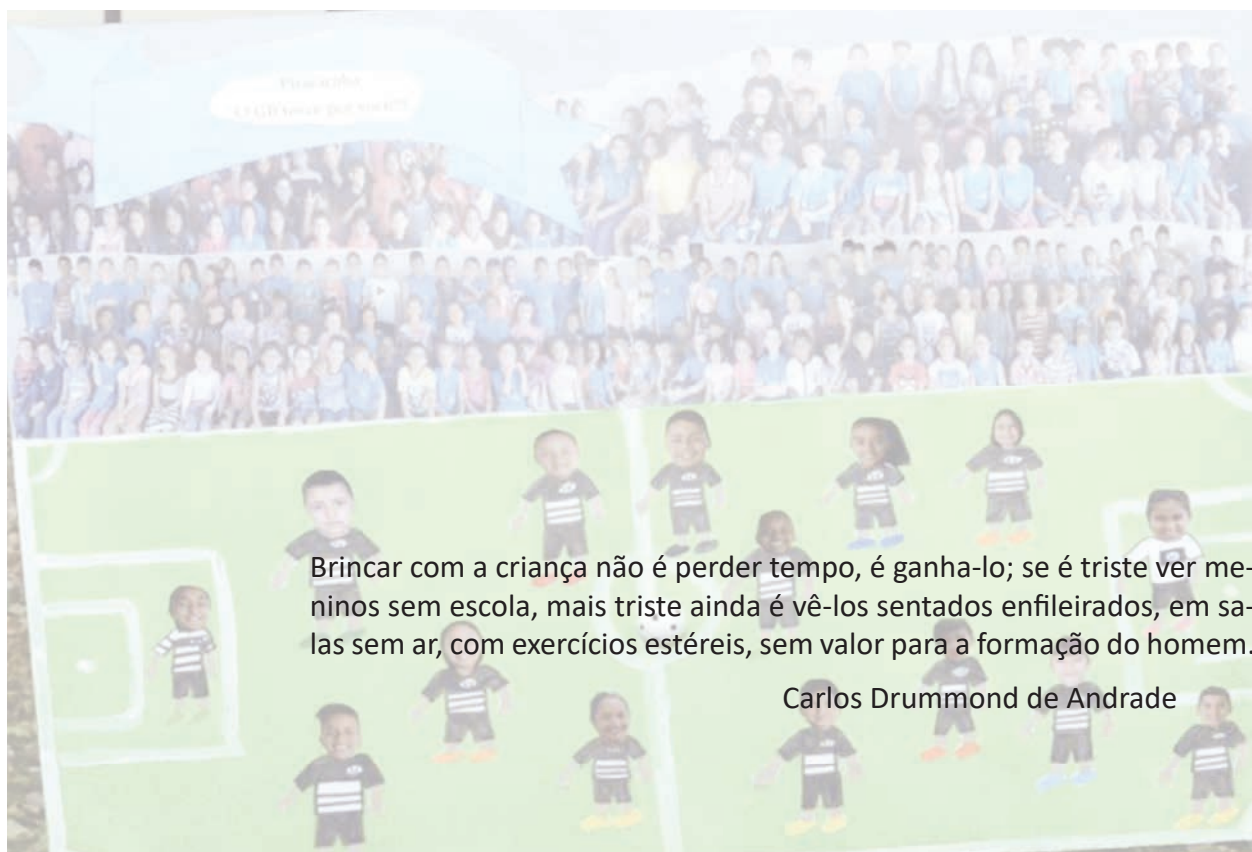 Brincar com a criança não é perder tempo, é ganha-lo; se é triste ver me-
ninos sem escola, mais triste ainda é vê-los sentados enfileirados, em sa-
las sem ar, com exercícios estéreis, sem valor para a formação do homem.
Carlos Drummond de Andrade